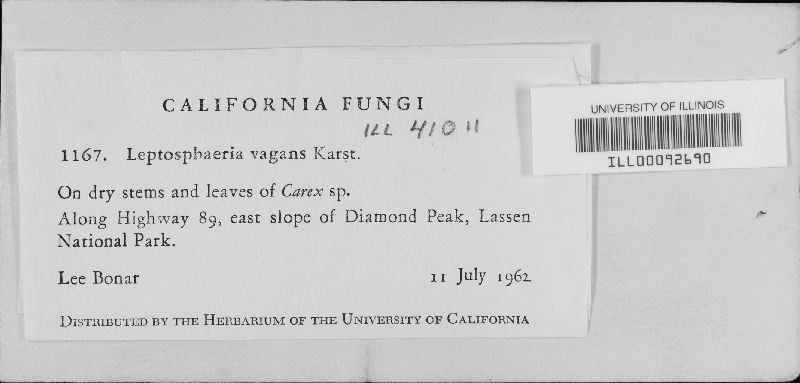 CALIFORNIA FUNGI
ILL 41011
1167. Leptosphaeria vagans Karst.
On dry stems and leaves of Carex sp.
Along Highway 89, east slope of Diamond Peak, Lassen
National Park.
Lee Bonar 11 July 1962
DISTRIBUTED BY THE HERBARIUM OF THE UNIVERSITY OF CALIFORNIA
UNIVERSITY OF ILLINOIS
ILL00092690